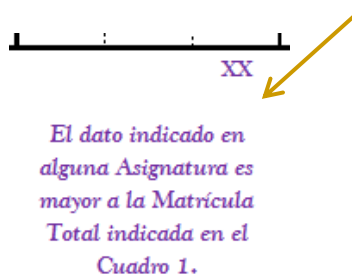 XX
El dato indicado en
alguna Asignatura es
mayor a la Matrícula
Total indicada en el
Cuadro 1.